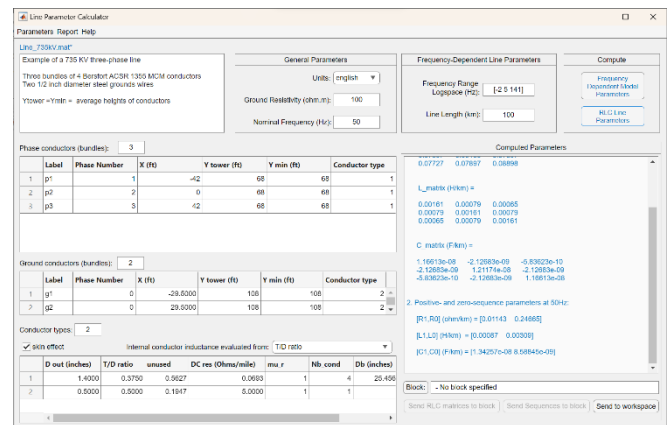 Line Parameter Calculator
Parameters Report Help
Line_735kV.mat*
Example of a 735 KV three-phase line
Three bundles of 4 Bersfort ACSR 1355 MCM conductors
Two 1/2 inch diameter steel grounds wires
Ytower =Ymin = average heights of conductors
General Parameters
Units: english
Ground Resistivity (ohm.m): 100
Nominal Frequency (Hz): 50
Frequency-Dependent Line Parameters
Frequency Range
Logspace (Hz): [-2 5 141]
Line Length (km): 100
Compute
Frequency
Dependent Modal
Parameters
RLC Line
Parameters
Phase conductors (bundles): 3
Label Phase Number X (ft) Y tower (ft) Y min (ft) Conductor type
1 p1 1 -42 68 68 1
2 p2 2 0 68 68 1
3 p3 3 42 68 68 1
Ground conductors (bundles): 2
Label Phase Number X (ft) Y tower (ft) Y min (ft) Conductor type
1 g1 0 -29.5000 108 108 2
2 g2 0 29.5000 108 108 2
Conductor types: 2
skin effect Internal conductor inductance evaluated from: T/D ratio
D out (inches) T/D ratio unused DC res (Ohms/mile) mu_r Nb_cond Db (inches)
1 1.4000 0.3750 0.5627 0.0693 1 4 25.456
2 0.5000 0.5000 0.1947 5.0000 1 1
Computed Parameters
0.07727 0.07897 0.08898
L_matrix (H/km) =
0.00161 0.00079 0.00065
0.00079 0.00161 0.00079
0.00065 0.00079 0.00161
C_matrix (F/km) =
1.16613e-08 -2.12683e-09 -5.83623e-10
-2.12683e-09 1.21174e-08 -2.12683e-09
-5.83623e-10 -2.12683e-09 1.16613e-08
2. Positive- and zero-sequence parameters at 50Hz:
[R1,R0] (ohm/km) = [0.01143 0.24665]
[L1,L0] (H/km) = [0.00087 0.00309]
[C1,C0] (F/km) = [1.34257e-08 8.58845e-09]
Block: - No block specified
Send RLC matrices to block Send Sequences to block Send to workspace